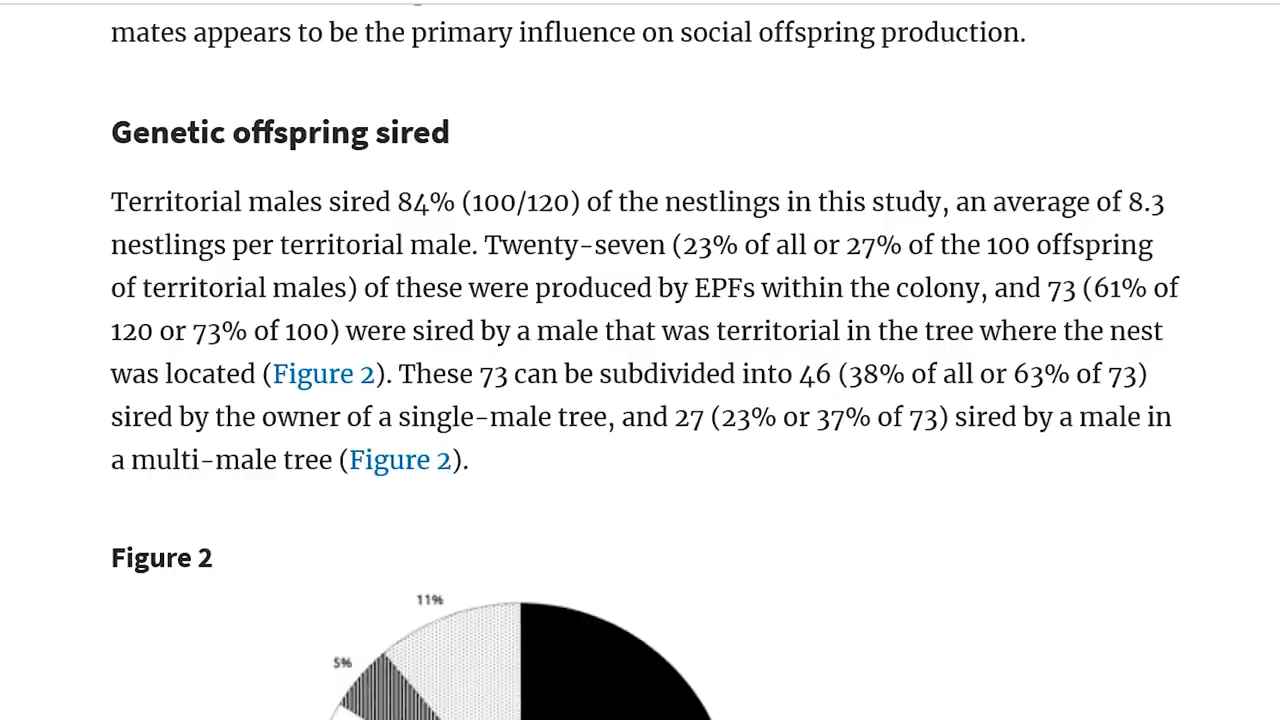 mates appears to be the primary influence on social offspring production.
Genetic offspring sired
Territorial males sired 84% (100/120) of the nestlings in this study, an average of 8.3
nestlings per territorial male. Twenty-seven (23% of all or 27% of the 100 offspring
of territorial males) of these were produced by EPFs within the colony, and 73 (61% of
120 or 73% of 100) were sired by a male that was territorial in the tree where the nest
was located (Figure 2). These 73 can be subdivided into 46 (38% of all or 63% of 73)
sired by the owner of a single-male tree, and 27 (23% or 37% of 73) sired by a male in
a multi-male tree (Figure 2).
Figure 2
11%
5%